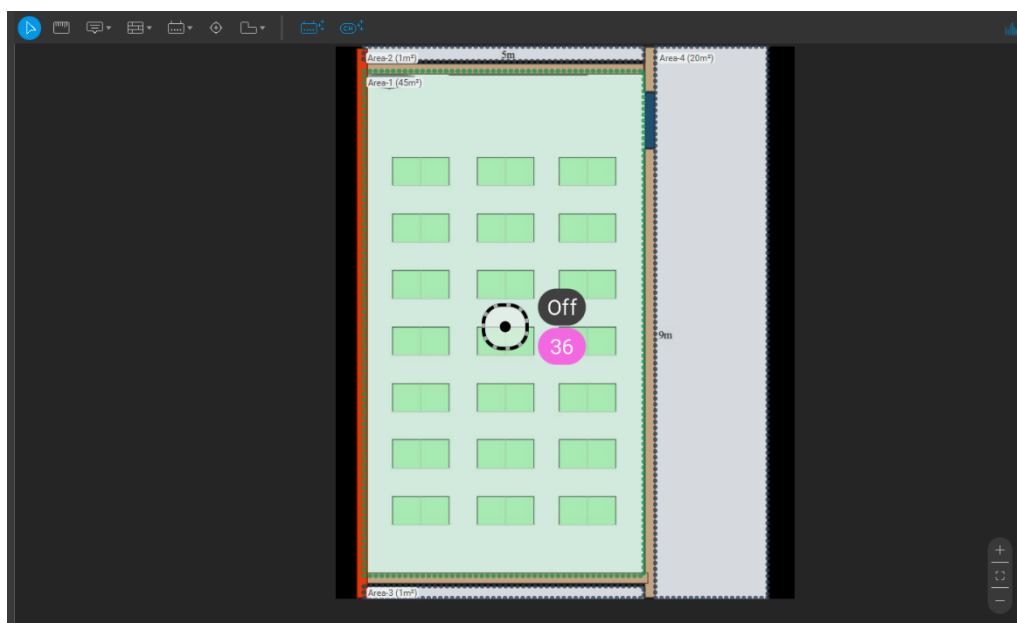 Area-2 (1m²)
5m
Area-4 (20m²)
Area-1 (45m²)
Off
36
9m
Area-3 (1m²)